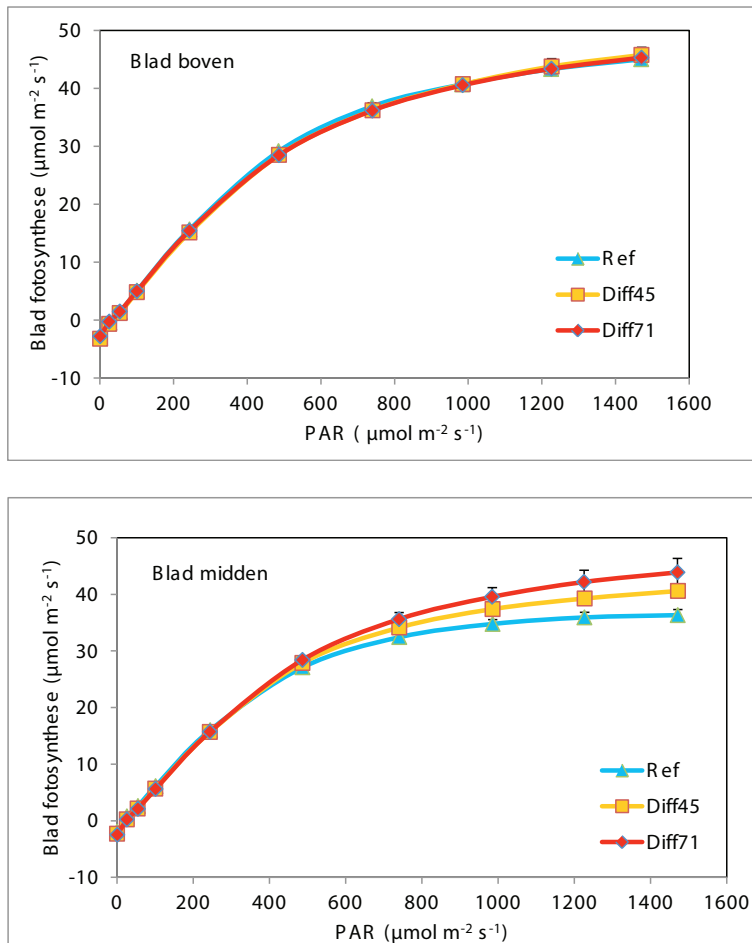 Blad boven
Blad fotosynthese (µmol m-2 s-1)
50
40
30
20
10
0
-10
Ref
Diff45
Diff71
0 200 400 600 800 1000 1200 1400 1600
PAR ( µmol m-2 s-1)
Blad midden
Blad fotosynthese (µmol m-2 s-1)
50
40
30
20
10
0
-10
Ref
Diff45
Diff71
0 200 400 600 800 1000 1200 1400 1600
PAR (µmol m-2 s-1)